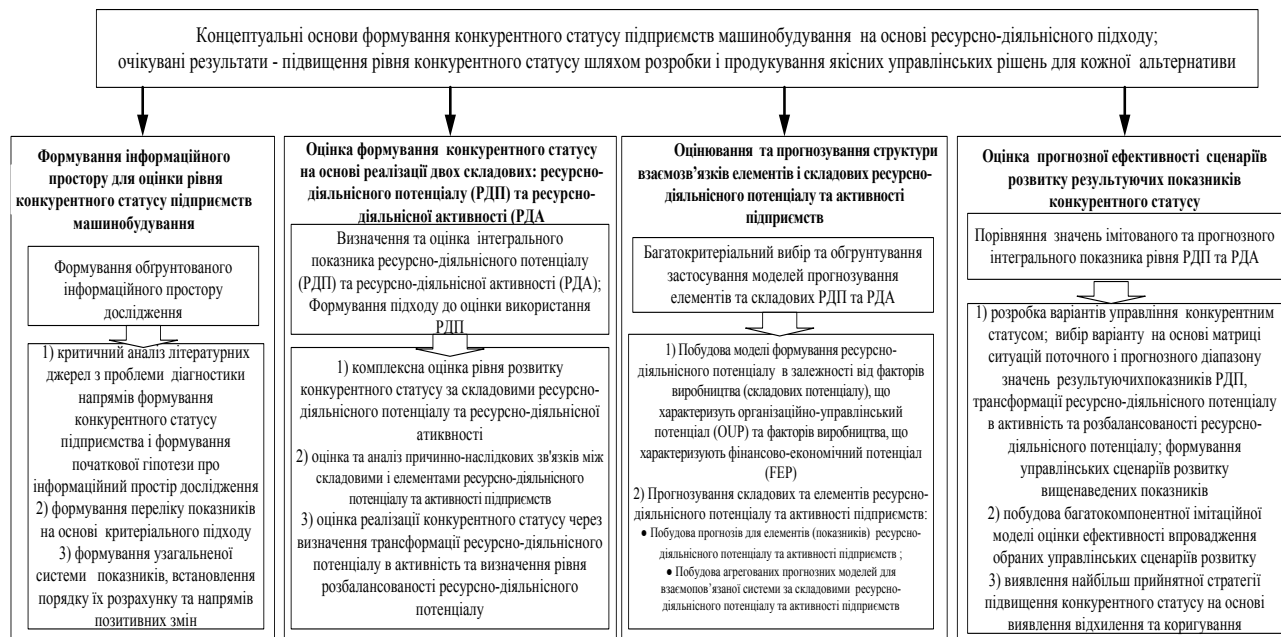 Концептуальні основи формування конкурентного статусу підприємств машинобудування на основі ресурсно-діяльнісного підходу;
очікувані результати - підвищення рівня конкурентного статусу шляхом розробки і продукування якісних управлінських рішень для кожної альтернативи
Формування інформаційного
простору для оцінки рівня
конкурентного статусу підприємств
машинобудування
Формування обґрунтованого
інформаційного простору
дослідження
1) критичний аналіз літературних
джерел з проблеми діагностики
напрямів формування
конкурентного статусу
підприємства і формування
початкової гіпотези про
інформаційний простір дослідження
2) формування переліку показників
на основі критеріального підходу
3) формування узагальненої
системи показників, встановлення
порядку їх розрахунку та напрямів
позитивних змін
Оцінка формування конкурентного статусу
на основі реалізації двох складових: ресурсно-
діяльнісного потенціалу (РДП) та ресурсно-
діяльнісної активності (РДА
Визначення та оцінка інтегрального
показника ресурсно-діяльнісного потенціалу
(РДП) та ресурсно-діяльнісної активності (РДА);
Формування підходу до оцінки використання
РДП
1) комплексна оцінка рівня розвитку
конкурентного статусу за складовими ресурсно-
діяльнісного потенціалу та ресурсно-діяльнісної
атиквності
2) оцінка та аналіз причинно-наслідкових зв'язків між
складовими і елементами ресурсно-діяльнісного
потенціалу та активності підприємств
3) оцінка реалізації конкурентного статусу через
визначення трансформації ресурсно-діяльнісного
потенціалу в активність та визначення рівня
розбалансованості ресурсно-діяльнісного
потенціалу
Оцінювання та прогнозування структури
взаємозв'язків елементів і складових ресурсно-
діяльнісного потенціалу та активності
підприємств
Багатокритеріальний вибір та обгрунтування
застосування моделей прогнозування
елементів та складових РДП та РДА
1) Побудова моделі формування ресурсно-
діяльнісного потенціалу в залежності від факторів
виробництва (складових потенціалу), що
характеризуть організаційно-управлінський
потенціал (OUP) та факторів виробництва, що
характеризують фінансово-економічний потенціал
(FEP)
2) Прогнозування складових та елементів ресурсно-
діяльнісного потенціалу та активності підприємств:
● Побудова прогнозів для елементів (показників) ресурсно-
діяльнісного потенціалу та активності підприємств ;
● Побудова агрегованих прогнозних моделей для
взаємопов'язаної системи за складовими ресурсно-
діяльнісного потенціалу та активності підприємств
Оцінка прогнозної ефективності сценаріїв
розвитку результуючих показників
конкурентного статусу
Порівняння значень імітованого та прогнозного
інтегрального показника рівня РДП та РДА
1) розробка варіантів управління конкурентним
статусом; вибір варіанту на основі матриці
ситуацій поточного і прогнозного діапазону
значень результуючихпоказників РДП,
трансформації ресурсно-діяльнісного потенціалу
в активність та розбалансованості ресурсно-
діяльнісного потенціалу; формування
управлінських сценаріїв розвитку
вищенаведених показників
2) побудова багатокомпонентної імітаційної
моделі оцінки ефективності впровадження
обраних управлінських сценаріїв розвитку
3) виявлення найбільш прийнятної стратегії
підвищення конкурентного статусу на основі
виявлення відхилення та коригування